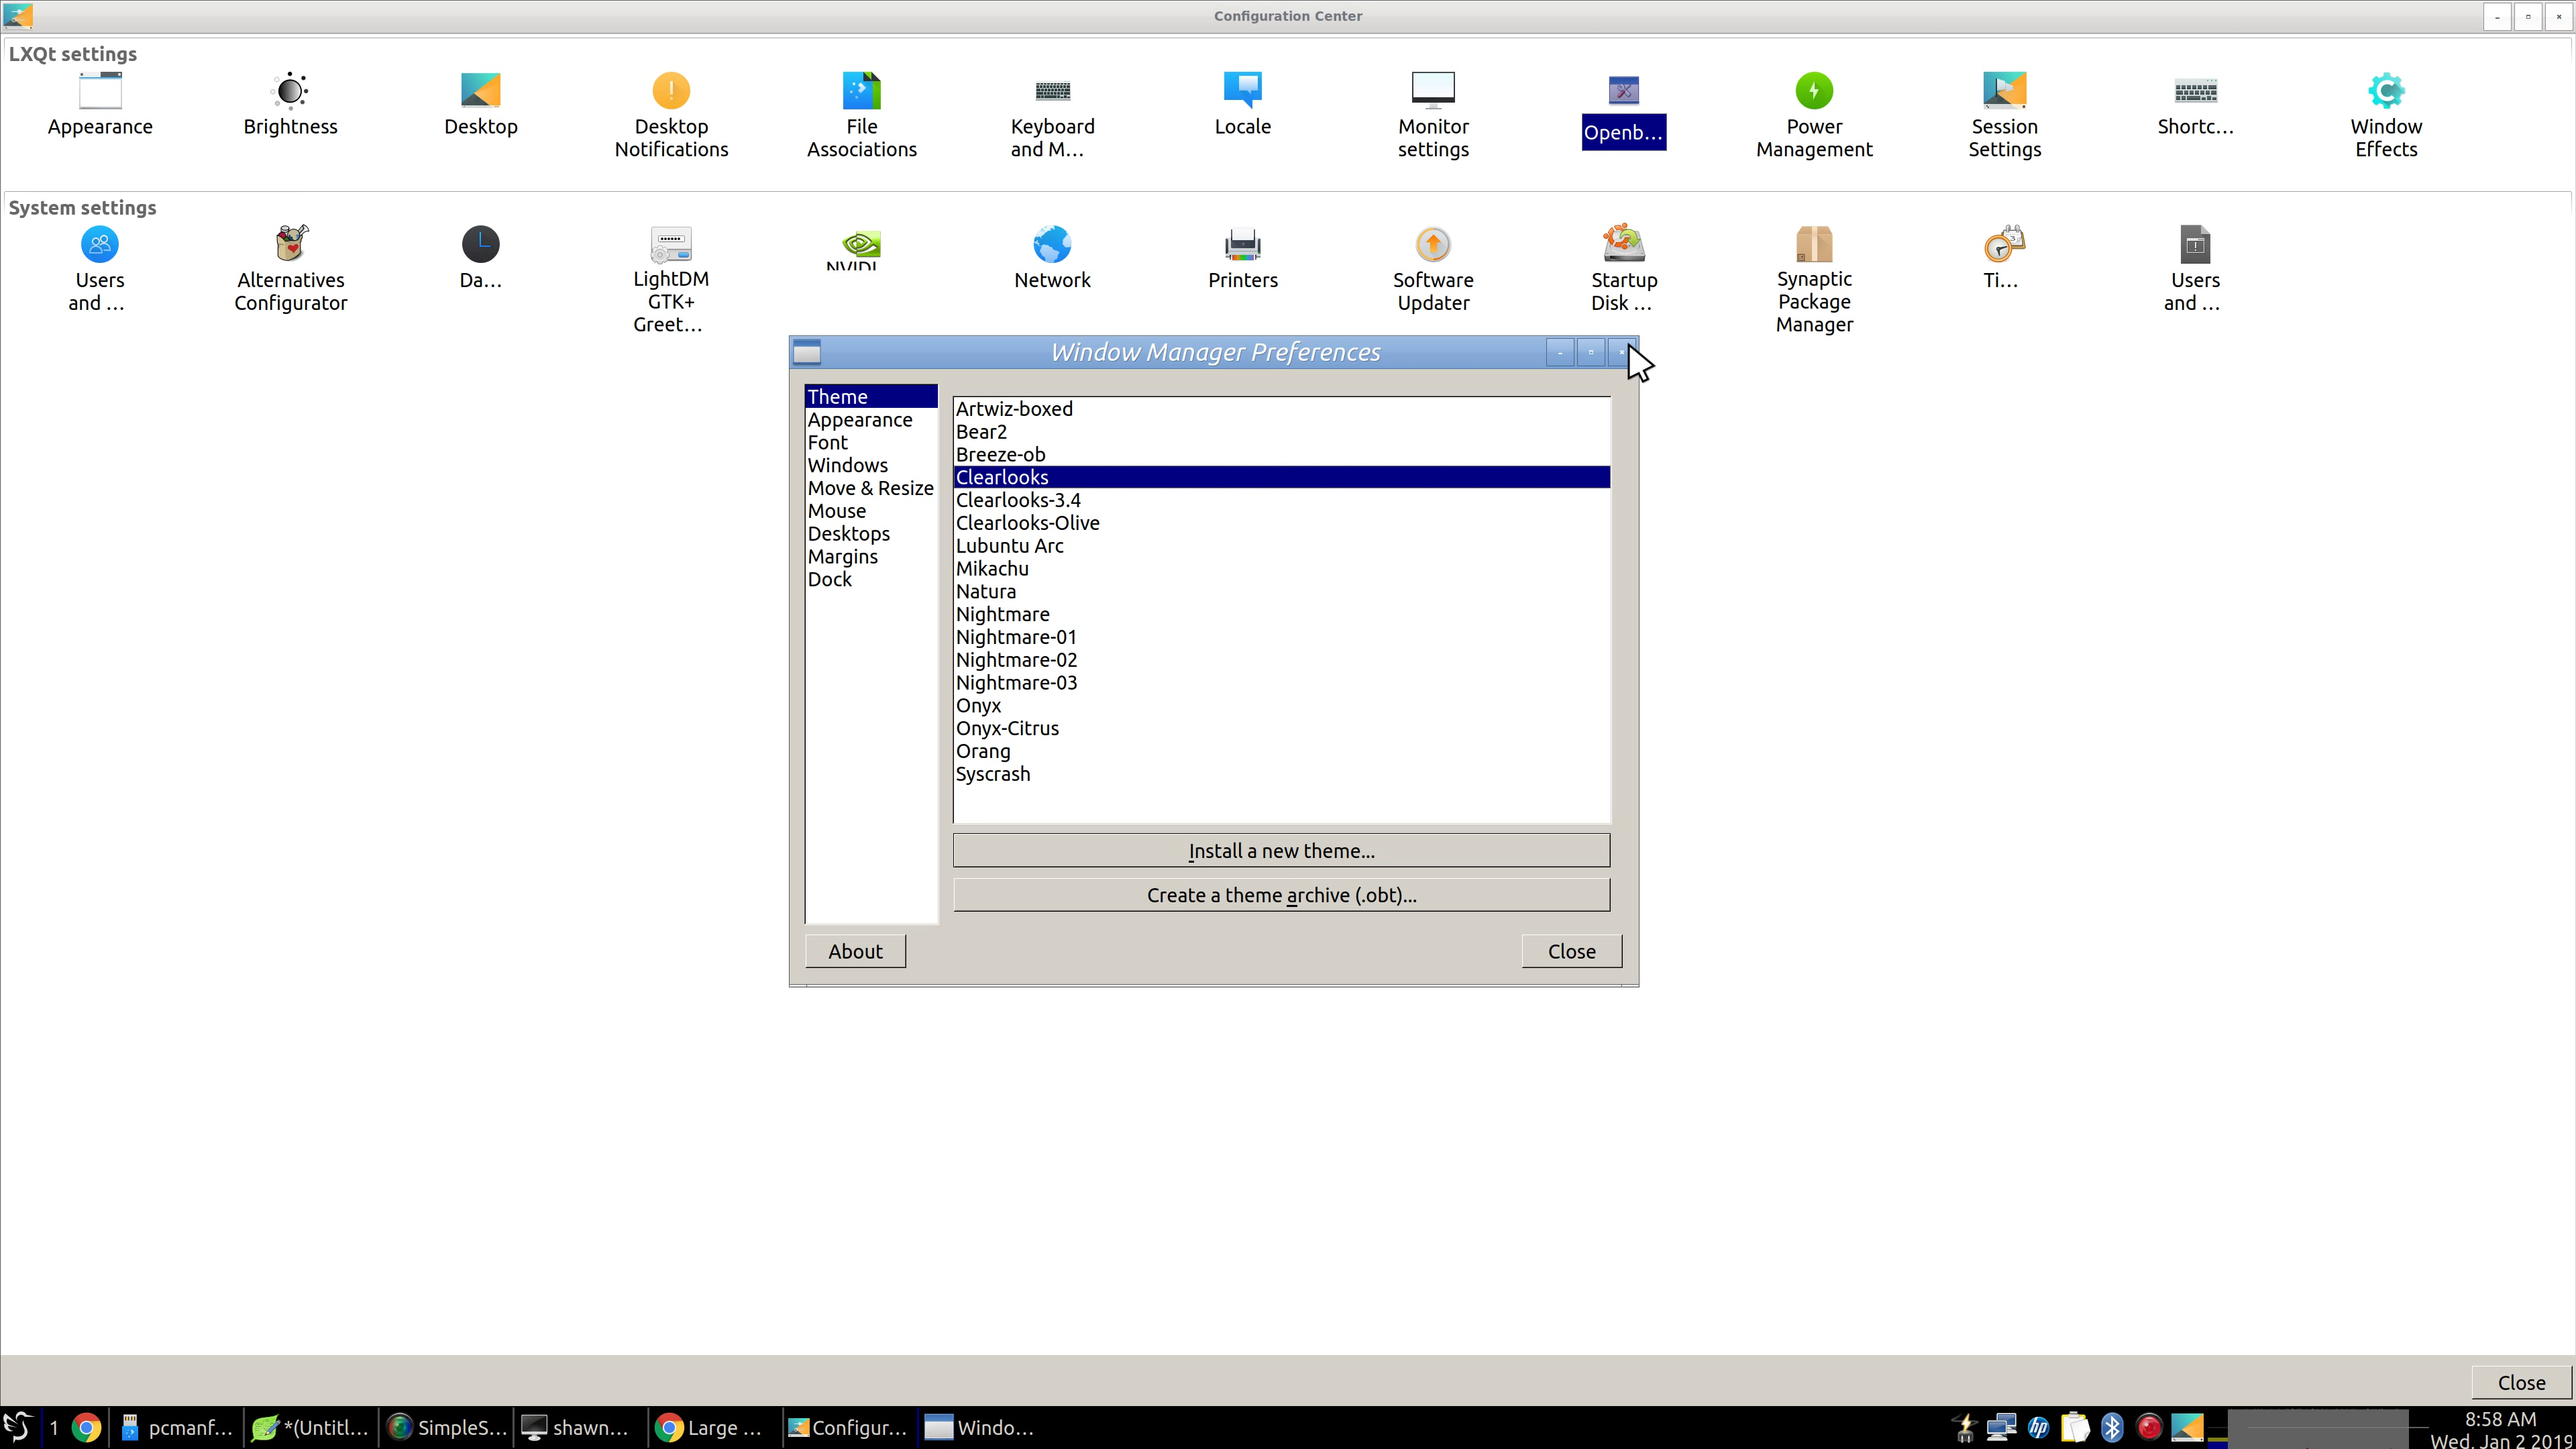 Configuration Center
LXQt settings
Appearance
Brightness
Desktop
Desktop
Notifications
File
Associations
Keyboard
and M...
Locale
Monitor
settings
Openb...
Power
Management
Session
Settings
Shortc...
Window
Effects
System settings
Users
and ...
Alternatives
Configurator
Da...
LightDM
GTK+
Greet...
NVIDI
Network
Printers
Software
Updater
Startup
Disk ...
Synaptic
Package
Manager
Ti...
Users
and ...
Window Manager Preferences
Theme
Appearance
Font
Windows
Move & Resize
Mouse
Desktops
Margins
Dock
Artwiz-boxed
Bear2
Breeze-ob
Clearlooks
Clearlooks-3.4
Clearlooks-Olive
Lubuntu Arc
Mikachu
Natura
Nightmare
Nightmare-01
Nightmare-02
Nightmare-03
Onyx
Onyx-Citrus
Orang
Syscrash
Install a new theme...
Create a theme archive (.obt)...
About
Close
Close
1
pcmanf...
*(Untitl...
SimpleS...
shawn...
Large ...
Configur...
Windo...
hp
8:58 AM
Wed, Jan 2 2019